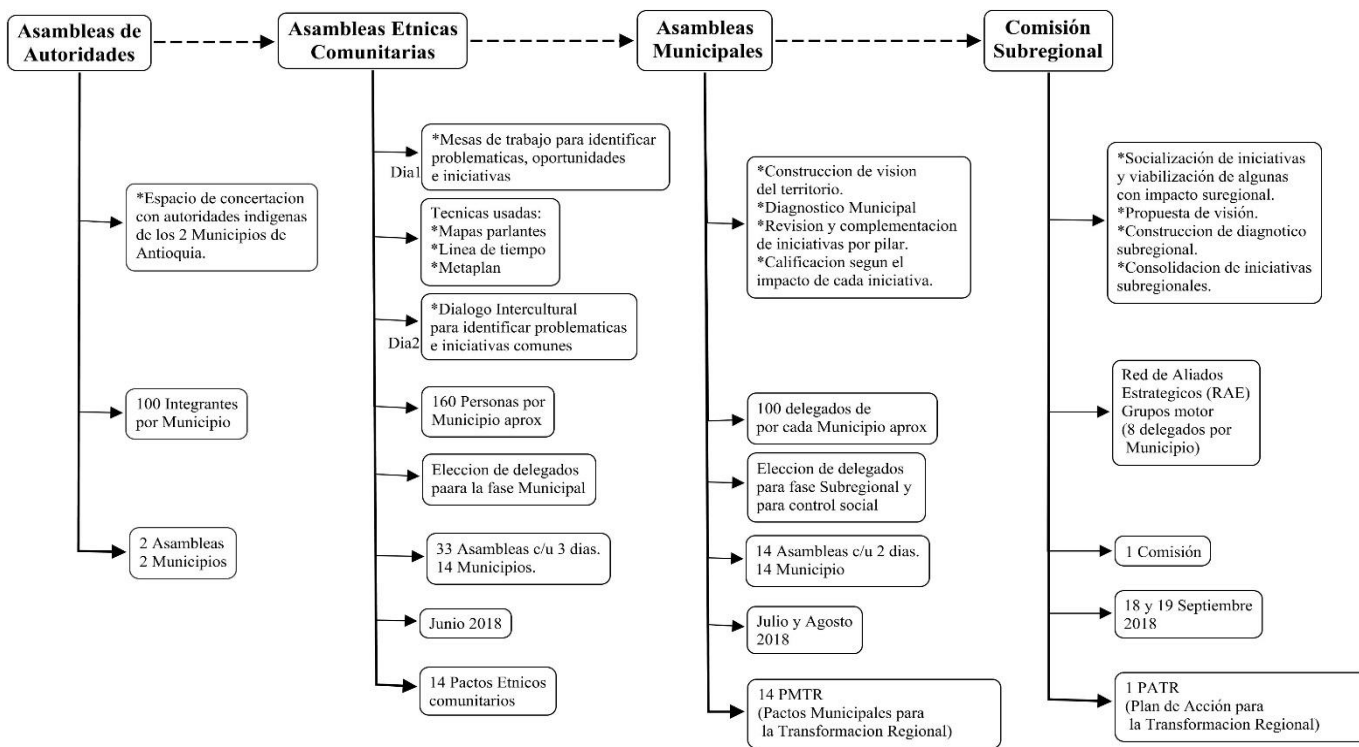 Asambleas de
Autoridades
*Espacio de concertacion
con autoridades indigenas
de los 2 Municipios de
Antioquia.
100 Integrantes
por Municipio
2 Asambleas
2 Municipios
Asambleas Etnicas
Comunitarias
Dia1
*Mesas de trabajo para identificar
problematicas, oportunidades
e iniciativas
Tecnicas usadas:
*Mapas parlantes
*Linea de tiempo
*Metaplan
Dia2
*Dialogo Intercultural
para identificar problematicas
e iniciativas comunes
160 Personas por
Municipio aprox
Eleccion de delegados
paara la fase Municipal
33 Asambleas c/u 3 dias.
14 Municipios.
Junio 2018
14 Pactos Etnicos
comunitarios
Asambleas
Municipales
*Construccion de vision
del territorio.
*Diagnostico Municipal
*Revision y complementacion
de iniciativas por pilar.
*Calificacion segun el
impacto de cada iniciativa.
100 delegados de
por cada Municipio aprox
Eleccion de delegados
para fase Subregional y
para control social
14 Asambleas c/u 2 dias.
14 Municipio
Julio y Agosto
2018
14 PMTR
(Pactos Municipales para
la Transformacion Regional)
Comisión
Subregional
*Socialización de iniciativas
y viabilización de algunas
con impacto suregional.
*Propuesta de visión.
*Construccion de diagnotico
subregional.
*Consolidacion de iniciativas
subregionales.
Red de Aliados
Estrategicos (RAE)
Grupos motor
(8 delegados por
Municipio)
1 Comisión
18 y 19 Septiembre
2018
1 PATR
(Plan de Acción para
la Transformacion Regional)